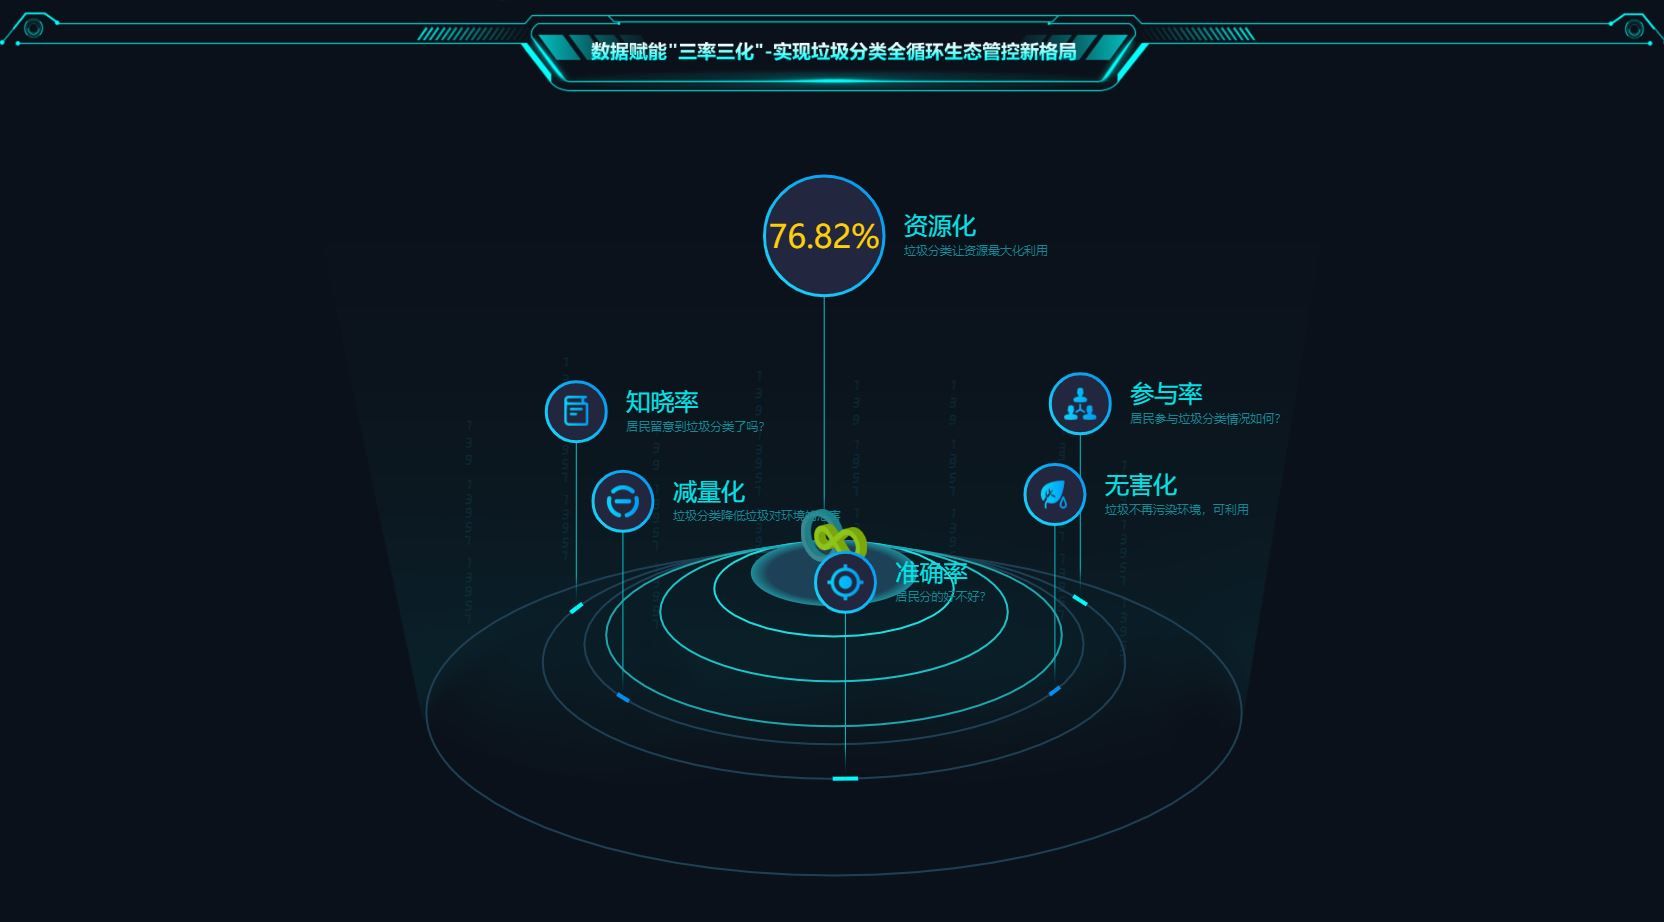 数据赋能"三率三化"-实现垃圾分类全循环生态管控新格局
76.82%
资源化
垃圾分类让资源最大化利用
知晓率
居民留意到垃圾分类了吗?
参与率
居民参与垃圾分类情况如何?
减量化
垃圾分类降低垃圾对环境的危害
无害化
垃圾不再污染环境，可利用
准确率
居民分的好不好?